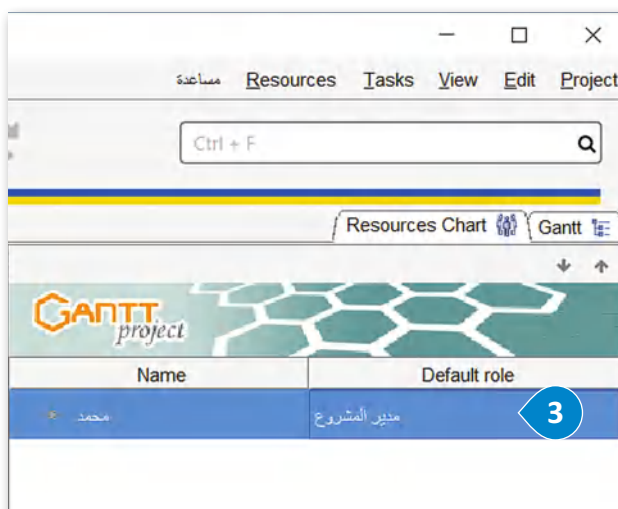 Project Edit View Tasks Resources مساعدة
Ctrl + F
Gantt Resources Chart
GANTT
project
Name Default role
محمد مدير المشروع 3